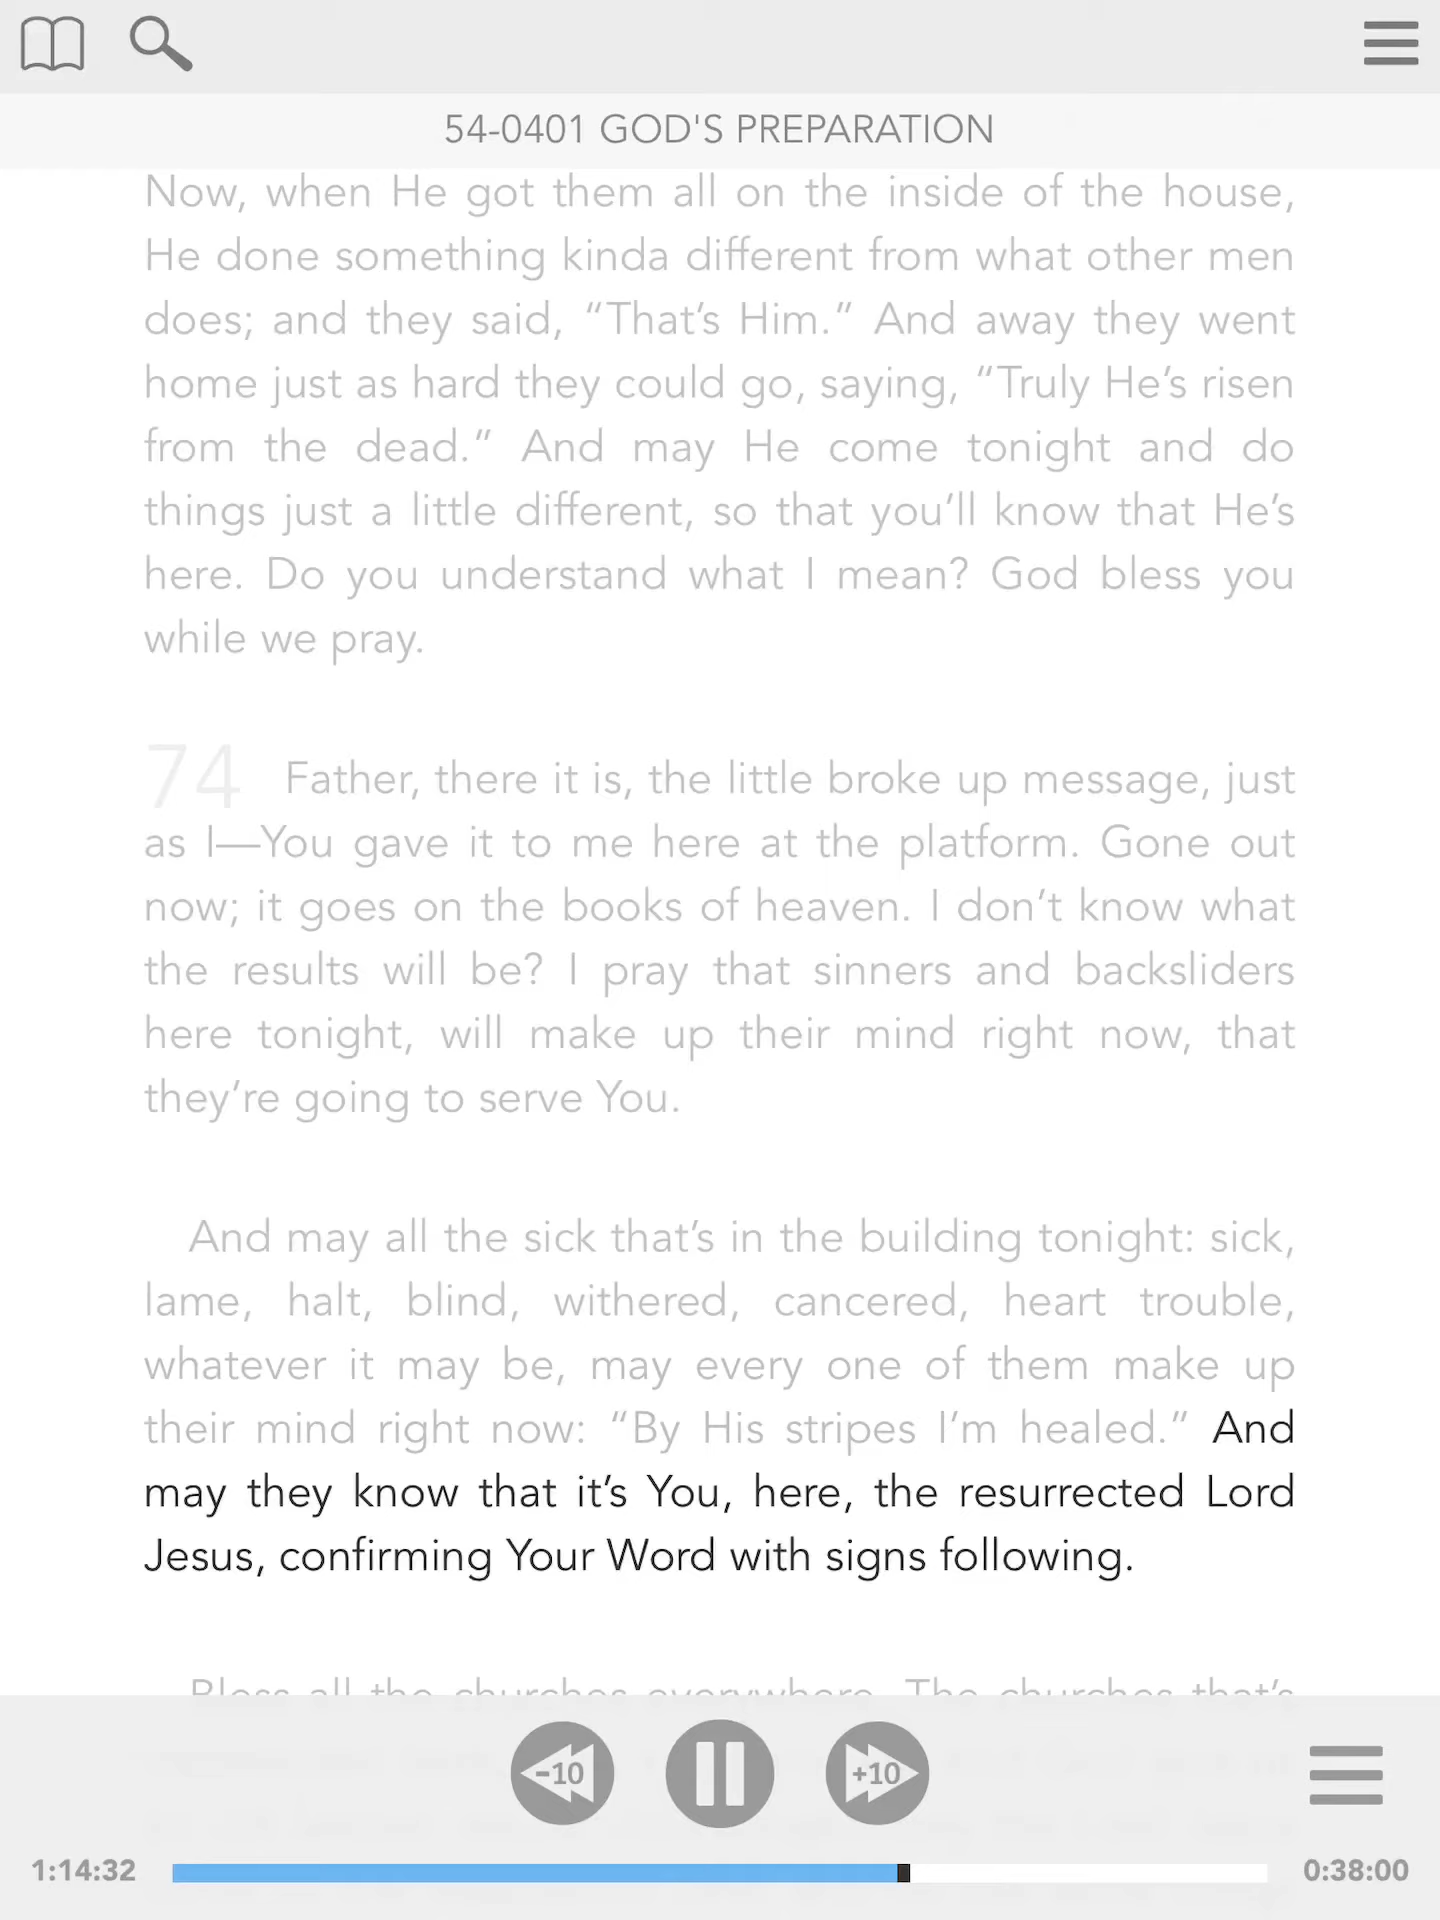 54-0401 GOD'S PREPARATION
Now, when He got them all on the inside of the house,
He done something kinda different from what other men
does; and they said, “That’s Him.” And away they went
home just as hard they could go, saying, “Truly He’s risen
from the dead.” And may He come tonight and do
things just a little different, so that you’ll know that He’s
here. Do you understand what I mean? God bless you
while we pray.
74 Father, there it is, the little broke up message, just
as I—You gave it to me here at the platform. Gone out
now; it goes on the books of heaven. I don’t know what
the results will be? I pray that sinners and backsliders
here tonight, will make up their mind right now, that
they’re going to serve You.
And may all the sick that’s in the building tonight: sick,
lame, halt, blind, withered, cancered, heart trouble,
whatever it may be, may every one of them make up
their mind right now: “By His stripes I’m healed.” And
may they know that it’s You, here, the resurrected Lord
Jesus, confirming Your Word with signs following.
Bless all the churches everywhere. The churches that’s
-10 +10
1:14:32 0:38:00